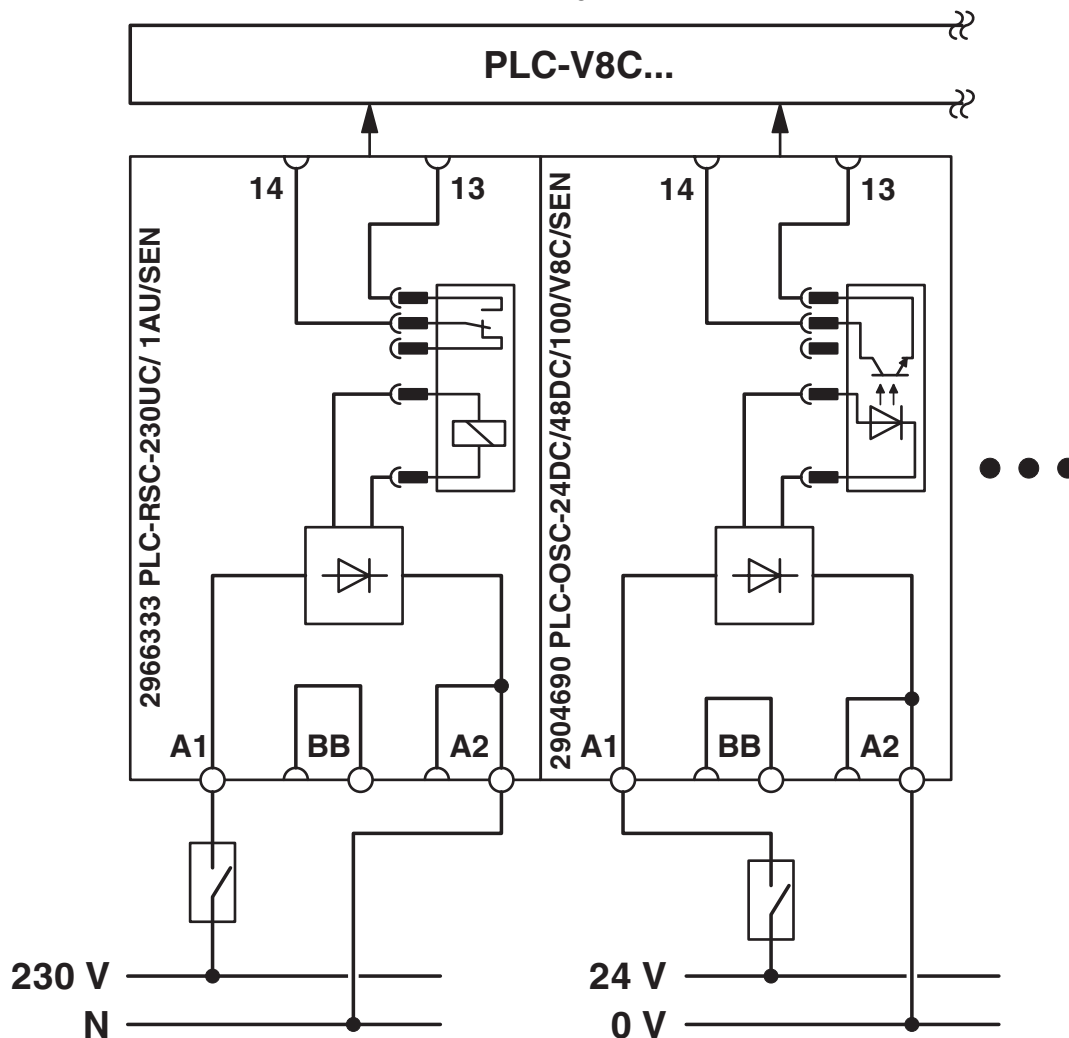 PLC-V8C...
14
13
14
13
2966333 PLC-RSC-230UC/ 1AU/SEN
2904690 PLC-OSC-24DC/48DC/100/V8C/SEN
A1
BB
A2
A1
BB
A2
230 V
24 V
N
0 V